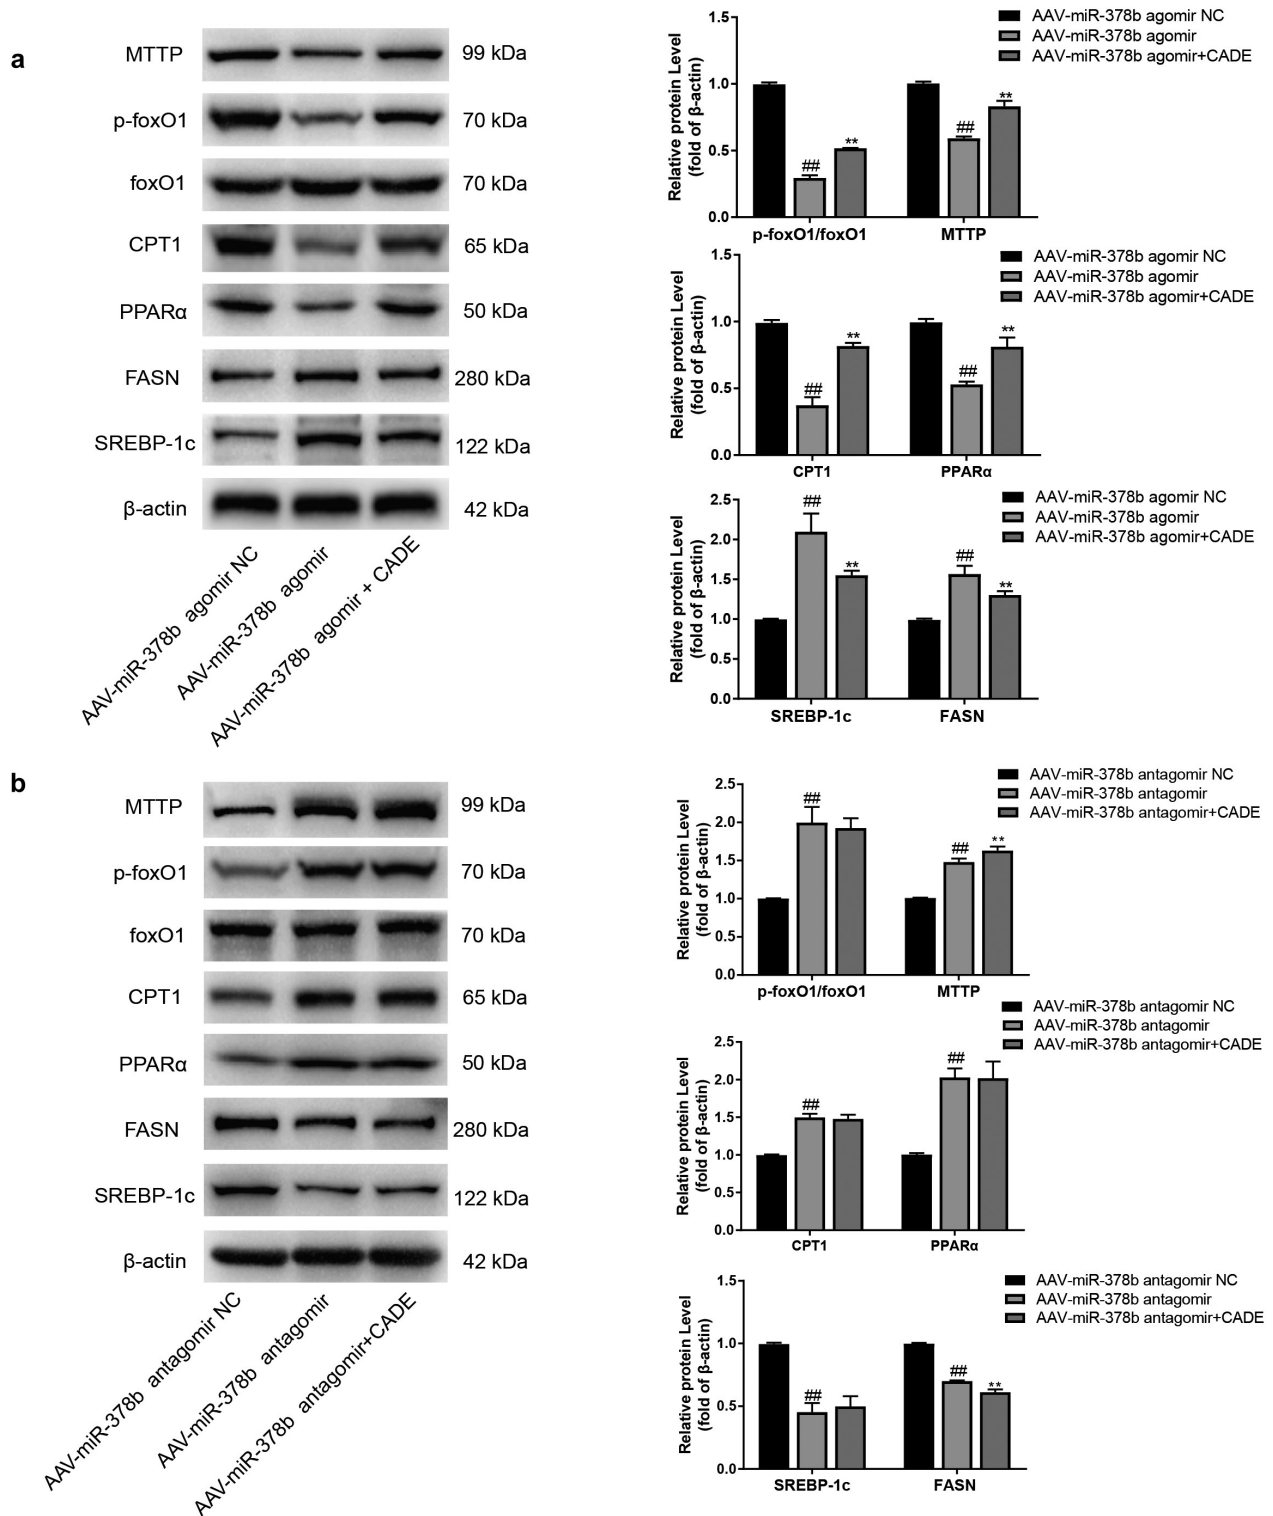 a
MTTP 99 kDa
p-foxO1 70 kDa
foxO1 70 kDa
CPT1 65 kDa
PPARα 50 kDa
FASN 280 kDa
SREBP-1c 122 kDa
β-actin 42 kDa
AAV-miR-378b agomir NC
AAV-miR-378b agomir
AAV-miR-378b agomir + CADE
AAV-miR-378b agomir NC
AAV-miR-378b agomir
AAV-miR-378b agomir+CADE
Relative protein Level
(fold of β-actin)
1.5
1.0
0.5
0.0
## ** ## **
p-foxO1/foxO1 MTTP
AAV-miR-378b agomir NC
AAV-miR-378b agomir
AAV-miR-378b agomir+CADE
Relative protein Level
(fold of β-actin)
1.5
1.0
0.5
0.0
## ** ## **
CPT1 PPARα
AAV-miR-378b agomir NC
AAV-miR-378b agomir
AAV-miR-378b agomir+CADE
Relative protein Level
(fold of β-actin)
2.5
2.0
1.5
1.0
0.5
0.0
## ** ## **
SREBP-1c FASN
b
MTTP 99 kDa
p-foxO1 70 kDa
foxO1 70 kDa
CPT1 65 kDa
PPARα 50 kDa
FASN 280 kDa
SREBP-1c 122 kDa
β-actin 42 kDa
AAV-miR-378b antagomir NC
AAV-miR-378b antagomir
AAV-miR-378b antagomir+CADE
AAV-miR-378b antagomir NC
AAV-miR-378b antagomir
AAV-miR-378b antagomir+CADE
Relative protein Level
(fold of β-actin)
2.5
2.0
1.5
1.0
0.5
0.0
## ## **
p-foxO1/foxO1 MTTP
AAV-miR-378b antagomir NC
AAV-miR-378b antagomir
AAV-miR-378b antagomir+CADE
Relative protein Level
(fold of β-actin)
2.5
2.0
1.5
1.0
0.5
0.0
## ##
CPT1 PPARα
AAV-miR-378b antagomir NC
AAV-miR-378b antagomir
AAV-miR-378b antagomir+CADE
Relative protein Level
(fold of β-actin)
1.5
1.0
0.5
0.0
## ## **
SREBP-1c FASN